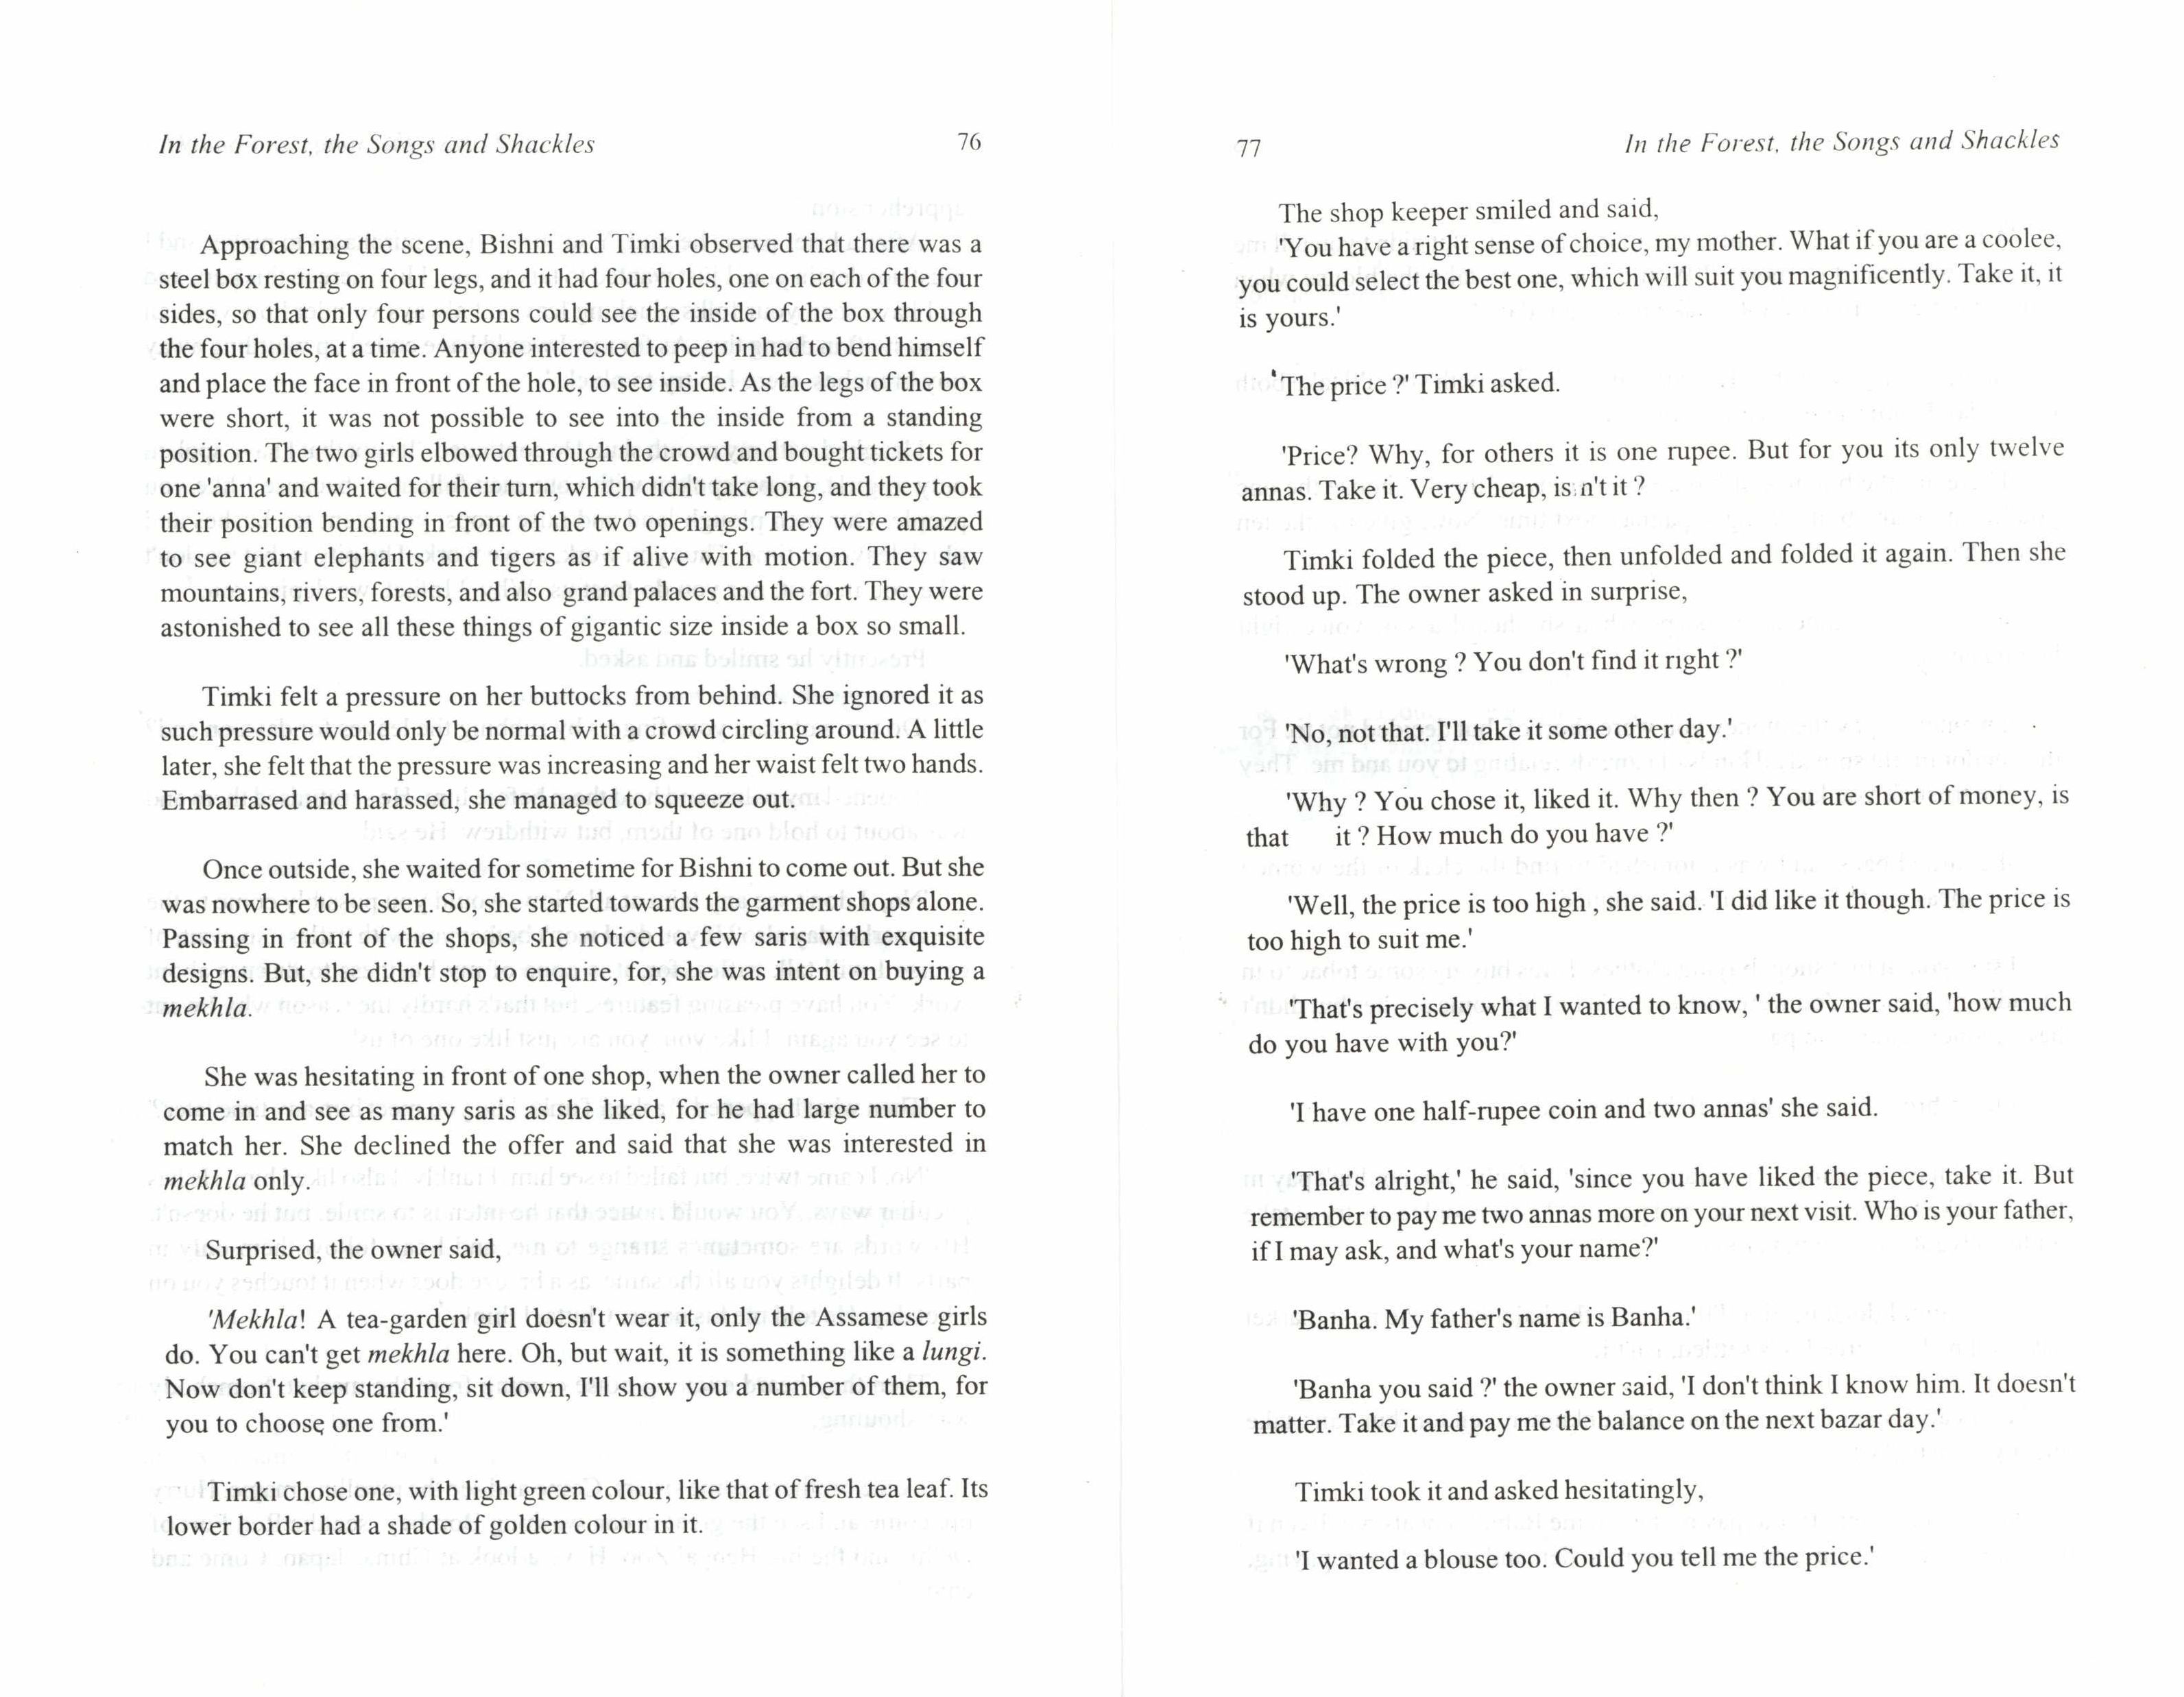 In the Forest, the Songs and Shackles 76
Approaching the scene, Bishni and Timki observed that there was a
steel box resting on four legs, and it had four holes, one on each of the four
sides, so that only four persons could see the inside of the box through
the four holes, at a time. Anyone interested to peep in had to bend himself
and place the face in front of the hole, to see inside. As the legs of the box
were short, it was not possible to see into the inside from a standing
position. The two girls elbowed through the crowd and bought tickets for
one 'anna' and waited for their turn, which didn't take long, and they took
their position bending in front of the two openings. They were amazed
to see giant elephants and tigers as if alive with motion. They saw
mountains, rivers, forests, and also grand palaces and the fort. They were
astonished to see all these things of gigantic size inside a box so small.
Timki felt a pressure on her buttocks from behind. She ignored it as
such pressure would only be normal with a crowd circling around. A little
later, she felt that the pressure was increasing and her waist felt two hands.
Embarrased and harassed, she managed to squeeze out.
Once outside, she waited for sometime for Bishni to come out. But she
was nowhere to be seen. So, she started towards the garment shops alone.
Passing in front of the shops, she noticed a few saris with exquisite
designs. But, she didn't stop to enquire, for, she was intent on buying a
mekhla.
She was hesitating in front of one shop, when the owner called her to
come in and see as many saris as she liked, for he had large number to
match her. She declined the offer and said that she was interested in
mekhla only.
Surprised, the owner said,
'Mekhla! A tea-garden girl doesn't wear it, only the Assamese girls
do. You can't get mekhla here. Oh, but wait, it is something like a lungi.
Now don't keep standing, sit down, I'll show you a number of them, for
you to choose one from.'
Timki chose one, with light green colour, like that of fresh tea leaf. Its
lower border had a shade of golden colour in it.
77 In the Forest, the Songs and Shackles
The shop keeper smiled and said,
'You have a right sense of choice, my mother. What if you are a coolee,
you could select the best one, which will suit you magnificently. Take it, it
is yours.'
'The price ?' Timki asked.
'Price? Why, for others it is one rupee. But for you its only twelve
annas. Take it. Very cheap, isn't it ?
Timki folded the piece, then unfolded and folded it again. Then she
stood up. The owner asked in surprise,
'What's wrong ? You don't find it right ?'
'No, not that. I'll take it some other day.'
'Why ? You chose it, liked it. Why then ? You are short of money, is
that it ? How much do you have ?'
'Well, the price is too high , she said. 'I did like it though. The price is
too high to suit me.'
'That's precisely what I wanted to know, ' the owner said, 'how much
do you have with you?'
'I have one half-rupee coin and two annas' she said.
'That's alright,' he said, 'since you have liked the piece, take it. But
remember to pay me two annas more on your next visit. Who is your father,
if I may ask, and what's your name?'
'Banha. My father's name is Banha.'
'Banha you said ?' the owner said, 'I don't think I know him. It doesn't
matter. Take it and pay me the balance on the next bazar day.'
Timki took it and asked hesitatingly,
'I wanted a blouse too. Could you tell me the price.'